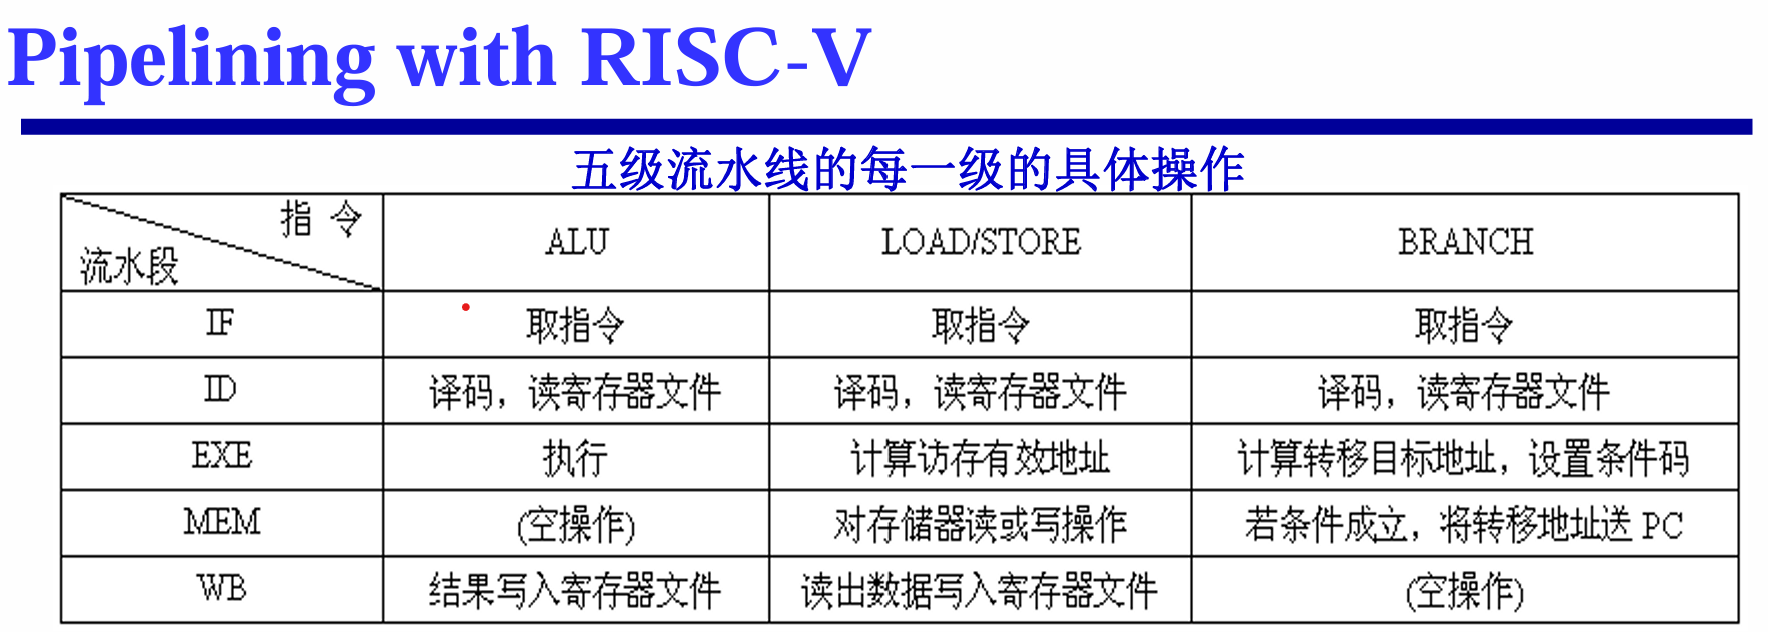 Pipelining with RISC-V
五级流水线的每一级的具体操作
指 令
流水段 ALU LOAD/STORE BRANCH
IF 取指令 取指令 取指令
ID 译码，读寄存器文件 译码，读寄存器文件 译码，读寄存器文件
EXE 执行 计算访存有效地址 计算转移目标地址，设置条件码
MEM (空操作) 对存储器读或写操作 若条件成立，将转移地址送 PC
WB 结果写入寄存器文件 读出数据写入寄存器文件 (空操作)